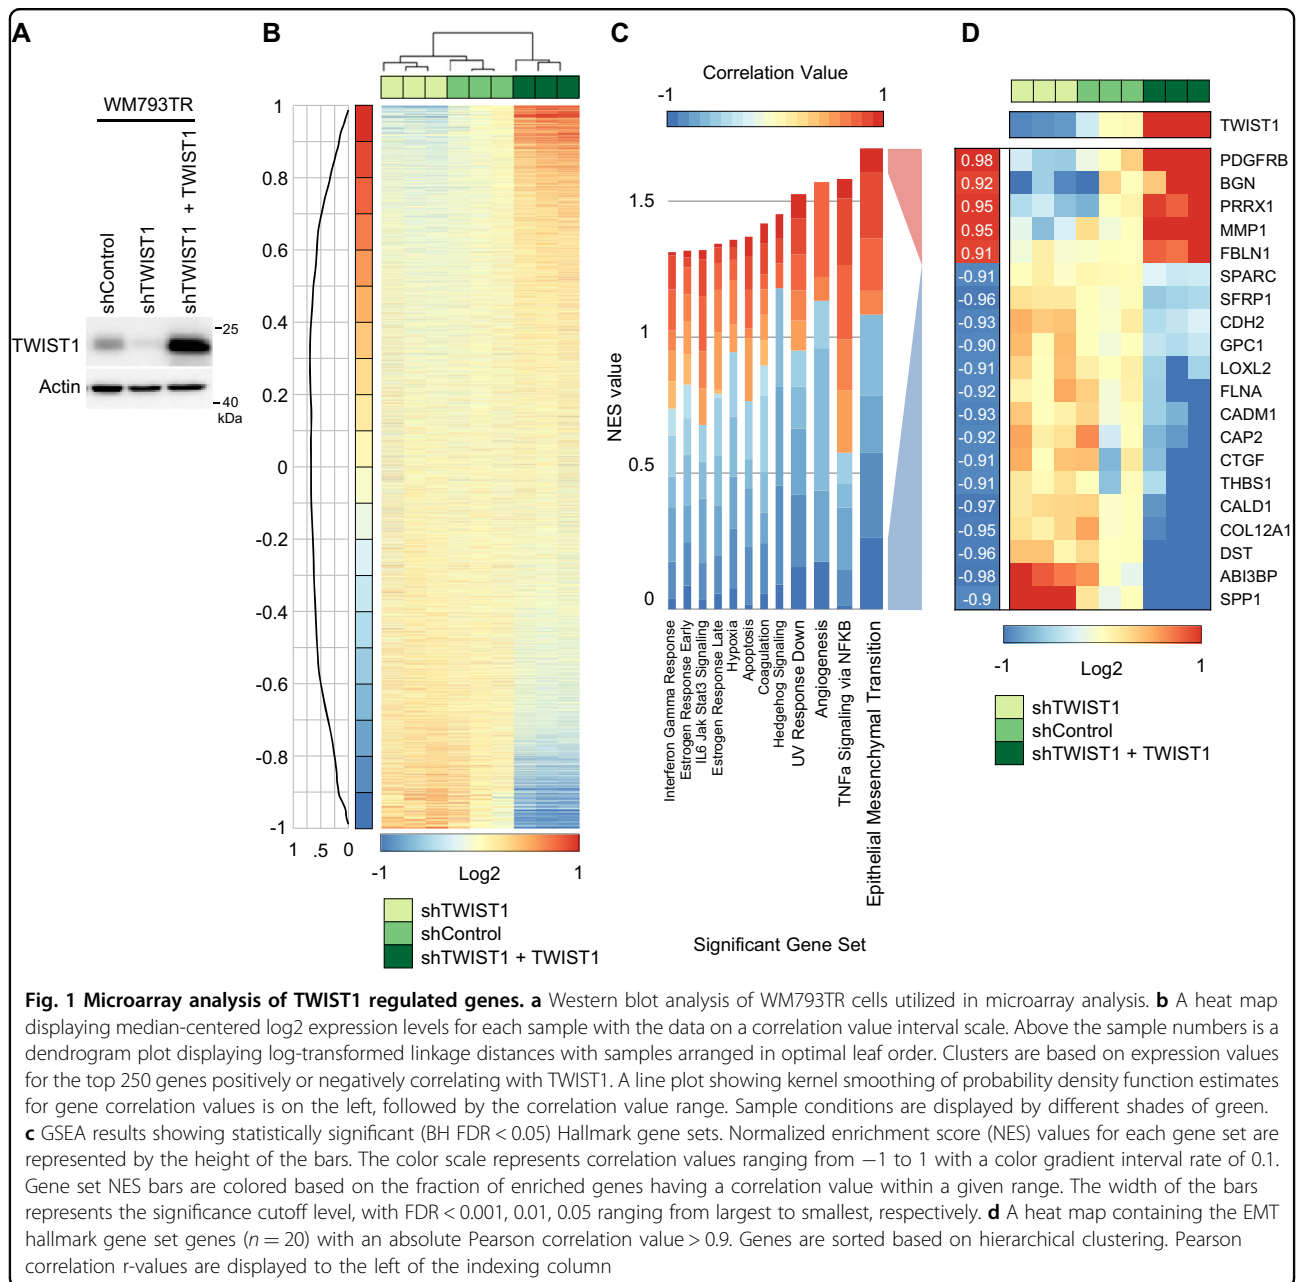 A
WM793TR
shControl
shTWIST1
shTWIST1 + TWIST1
TWIST1
Actin
25
40
kDa
B
1
0.8
0.6
0.4
0.2
0
-0.2
-0.4
-0.6
-0.8
-1
1 .5 0
-1 1
Log2
shTWIST1
shControl
shTWIST1 + TWIST1
C
Correlation Value
-1 1
NES value
1.5
1
0.5
0
Interferon Gamma Response
Estrogen Response Early
IL6 Jak Stat3 Signaling
Estrogen Response Late
Hypoxia
Apoptosis
Coagulation
Hedgehog Signaling
UV Response Down
Angiogenesis
TNFa Signaling via NFKB
Epithelial Mesenchymal Transition
Significant Gene Set
D
TWIST1
0.98 PDGFRB
0.92 BGN
0.95 PRRX1
0.95 MMP1
0.91 FBLN1
-0.91 SPARC
-0.96 SFRP1
-0.93 CDH2
-0.90 GPC1
-0.91 LOXL2
-0.92 FLNA
-0.93 CADM1
-0.92 CAP2
-0.91 CTGF
-0.91 THBS1
-0.97 CALD1
-0.95 COL12A1
-0.96 DST
-0.98 ABI3BP
-0.9 SPP1
-1 1
Log2
shTWIST1
shControl
shTWIST1 + TWIST1
Fig. 1 Microarray analysis of TWIST1 regulated genes. a Western blot analysis of WM793TR cells utilized in microarray analysis. b A heat map
displaying median-centered log2 expression levels for each sample with the data on a correlation value interval scale. Above the sample numbers is a
dendrogram plot displaying log-transformed linkage distances with samples arranged in optimal leaf order. Clusters are based on expression values
for the top 250 genes positively or negatively correlating with TWIST1. A line plot showing kernel smoothing of probability density function estimates
for gene correlation values is on the left, followed by the correlation value range. Sample conditions are displayed by different shades of green.
c GSEA results showing statistically significant (BH FDR < 0.05) Hallmark gene sets. Normalized enrichment score (NES) values for each gene set are
represented by the height of the bars. The color scale represents correlation values ranging from −1 to 1 with a color gradient interval rate of 0.1.
Gene set NES bars are colored based on the fraction of enriched genes having a correlation value within a given range. The width of the bars
represents the significance cutoff level, with FDR < 0.001, 0.01, 0.05 ranging from largest to smallest, respectively. d A heat map containing the EMT
hallmark gene set genes (n = 20) with an absolute Pearson correlation value > 0.9. Genes are sorted based on hierarchical clustering. Pearson
correlation r-values are displayed to the left of the indexing column